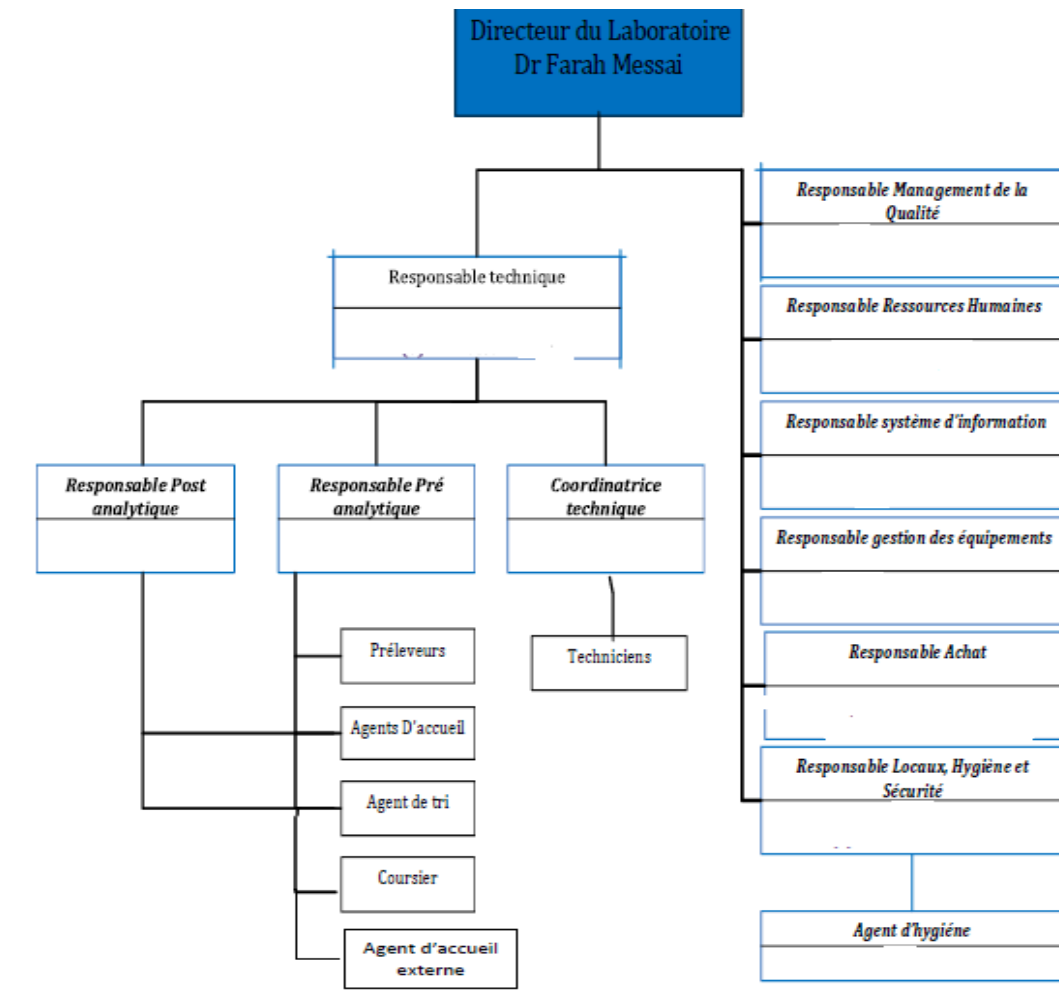 Directeur du Laboratoire
Dr Farah Messai
Responsable Management de la
Qualité
Responsable technique
Responsable Ressources Humaines
Responsable système d'information
Responsable Post
analytique
Responsable Pré
analytique
Coordinatrice
technique
Responsable gestion des équipements
Préleveurs
Techniciens
Responsable Achat
Agents D'accueil
Responsable Locaux, Hygiène et
Sécurité
Agent de tri
Coursier
Agent d'hygiéne
Agent d'accueil
externe